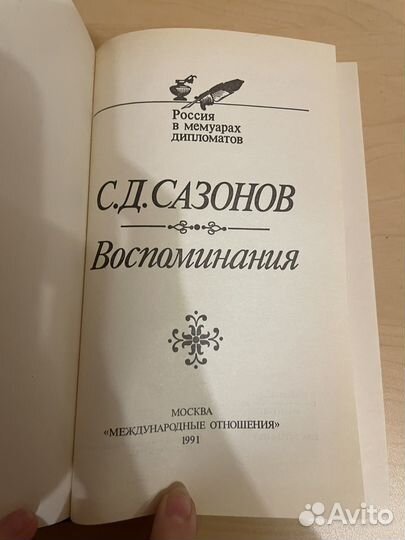 Россия
в мемуарах
дипломатов
С.Д.САЗОНОВ
Воспоминания
МОСКВА
«МЕЖДУНАРОДНЫЕ ОТНОШЕНИЯ»
1991
Avito